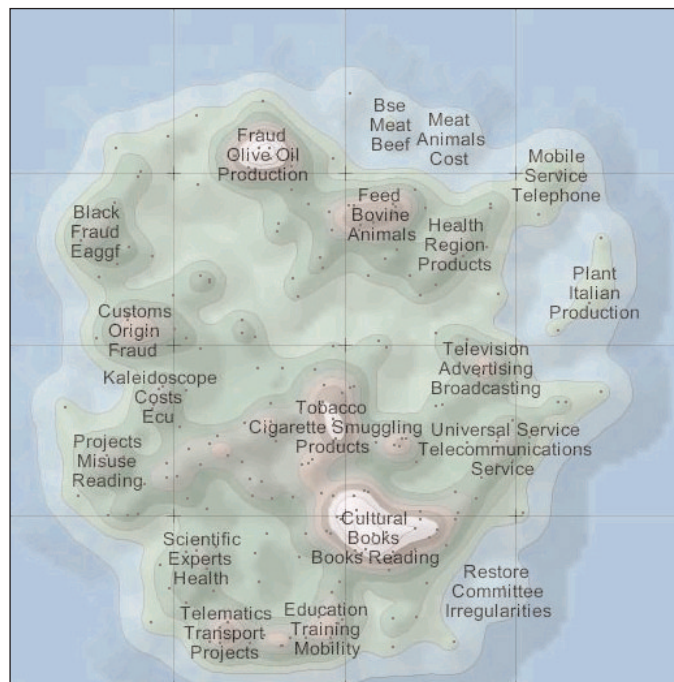 Bse
Meat
Beef
Meat
Animals
Cost
Fraud
Olive Oil
Production
Mobile
Service
Telephone
Feed
Bovine
Animals
Black
Fraud
Eaggf
Health
Region
Products
Plant
Italian
Production
Customs
Origin
Fraud
Television
Advertising
Broadcasting
Kaleidoscope
Costs
Ecu
Tobacco
Cigarette Smuggling
Products
Universal Service
Telecommunications
Service
Projects
Misuse
Reading
Cultural
Books
Books Reading
Scientific
Experts
Health
Restore
Committee
Irregularities
Telematics
Transport
Projects
Education
Training
Mobility